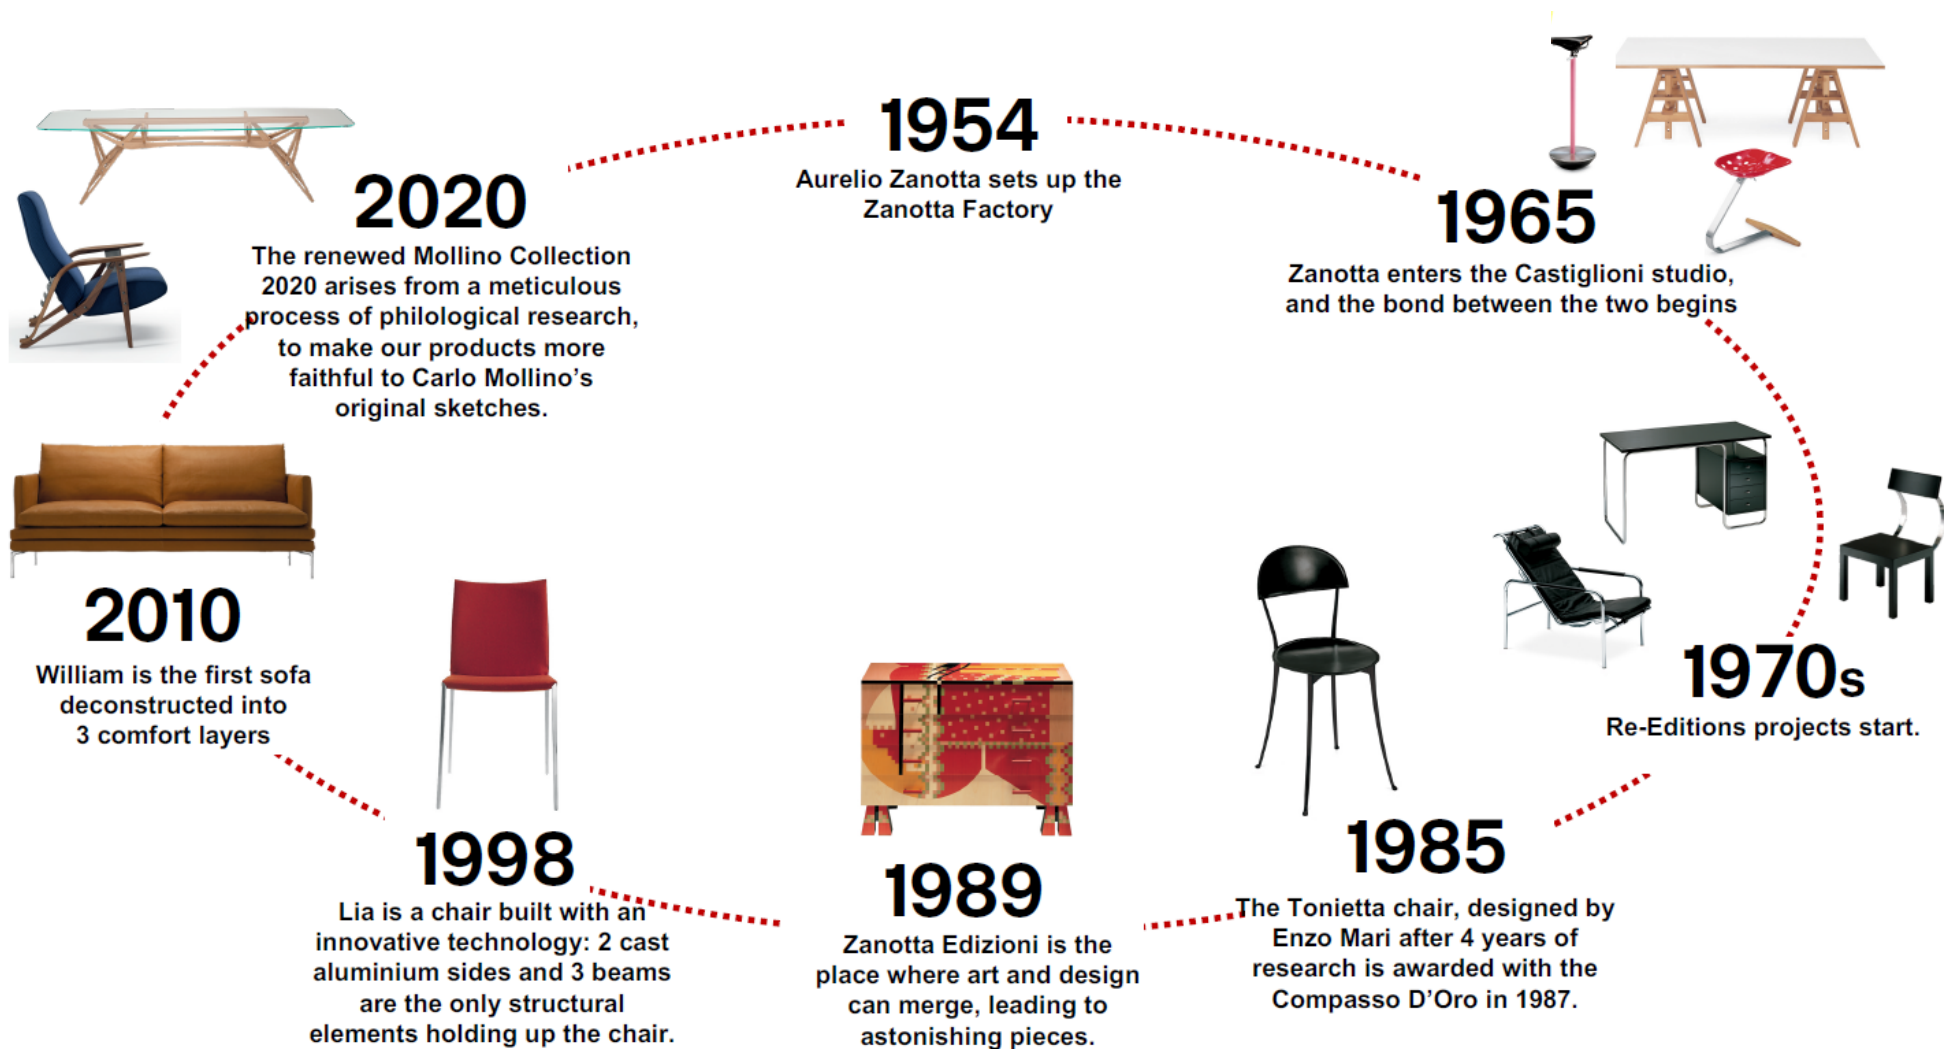 1954
Aurelio Zanotta sets up the
Zanotta Factory
1965
Zanotta enters the Castiglioni studio,
and the bond between the two begins
1970s
Re-Editions projects start.
1985
The Tonietta chair, designed by
Enzo Mari after 4 years of
research is awarded with the
Compasso D’Oro in 1987.
1989
Zanotta Edizioni is the
place where art and design
can merge, leading to
astonishing pieces.
1998
Lia is a chair built with an
innovative technology: 2 cast
aluminium sides and 3 beams
are the only structural
elements holding up the chair.
2010
William is the first sofa
deconstructed into
3 comfort layers
2020
The renewed Mollino Collection
2020 arises from a meticulous
process of philological research,
to make our products more
faithful to Carlo Mollino’s
original sketches.